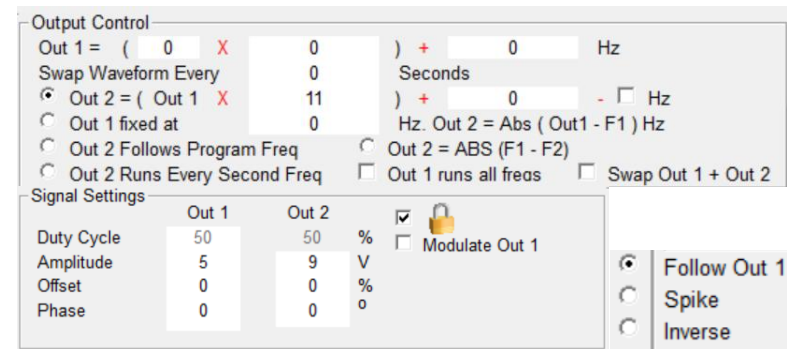 Output Control
Out 1 = ( 0 X 0 ) + 0 Hz
Swap Waveform Every 0 Seconds
Out 2 = ( Out 1 X 11 ) + 0 - Hz
Out 1 fixed at 0 Hz. Out 2 = Abs ( Out1 - F1 ) Hz
Out 2 Follows Program Freq Out 2 = ABS (F1 - F2)
Out 2 Runs Every Second Freq Out 1 runs all freqs Swap Out 1 + Out 2
Signal Settings
Out 1 Out 2
Duty Cycle 50 50 % Modulate Out 1
Amplitude 5 9 V
Offset 0 0 %
Phase 0 0 º
Follow Out 1
Spike
Inverse